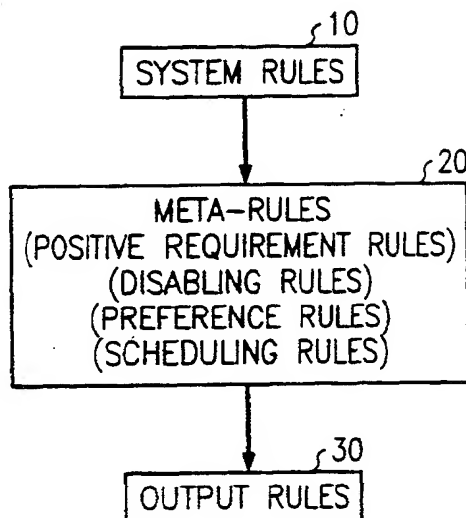 10
SYSTEM RULES
20
META-RULES
(POSITIVE REQUIREMENT RULES)
(DISABLING RULES)
(PREFERENCE RULES)
(SCHEDULING RULES)
30
OUTPUT RULES